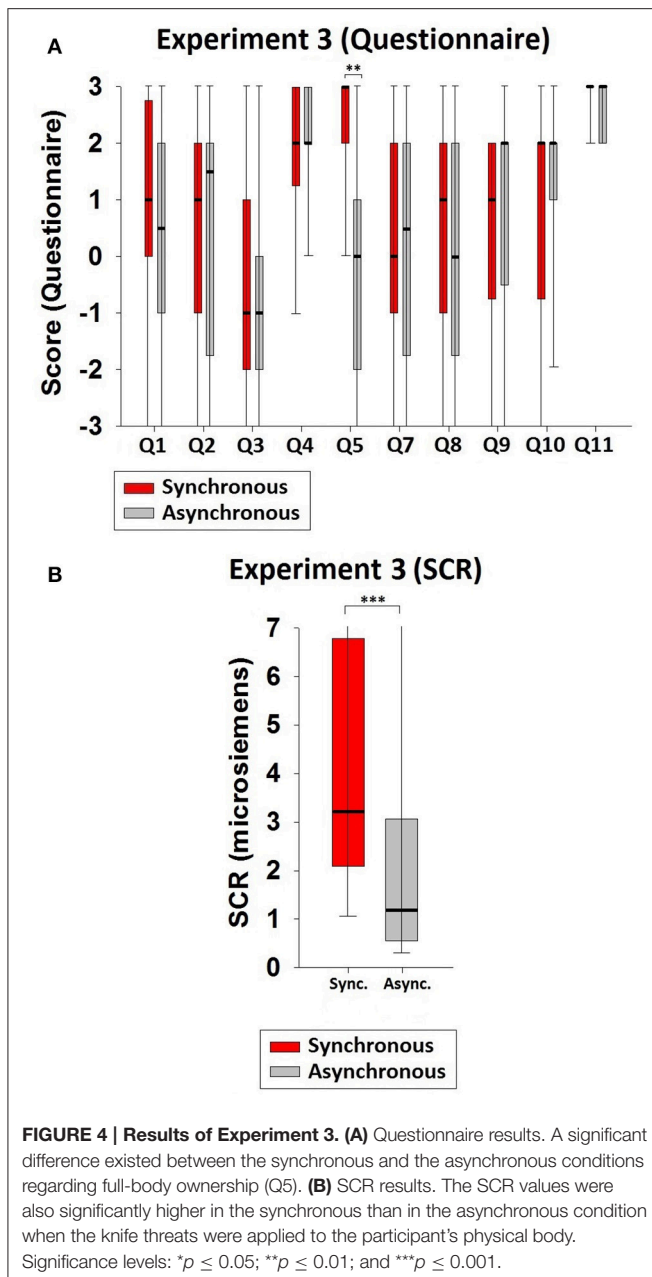 A
Experiment 3 (Questionnaire)
**
3
2
1
0
-1
-2
-3
Score (Questionnaire)
Q1 Q2 Q3 Q4 Q5 Q7 Q8 Q9 Q10 Q11
Synchronous
Asynchronous
B
Experiment 3 (SCR)
***
7
6
5
4
3
2
1
0
SCR (microsiemens)
Sync. Async.
Synchronous
Asynchronous
FIGURE 4 | Results of Experiment 3. (A) Questionnaire results. A significant
difference existed between the synchronous and the asynchronous conditions
regarding full-body ownership (Q5). (B) SCR results. The SCR values were
also significantly higher in the synchronous than in the asynchronous condition
when the knife threats were applied to the participant's physical body.
Significance levels: *p ≤ 0.05; **p ≤ 0.01; and ***p ≤ 0.001.